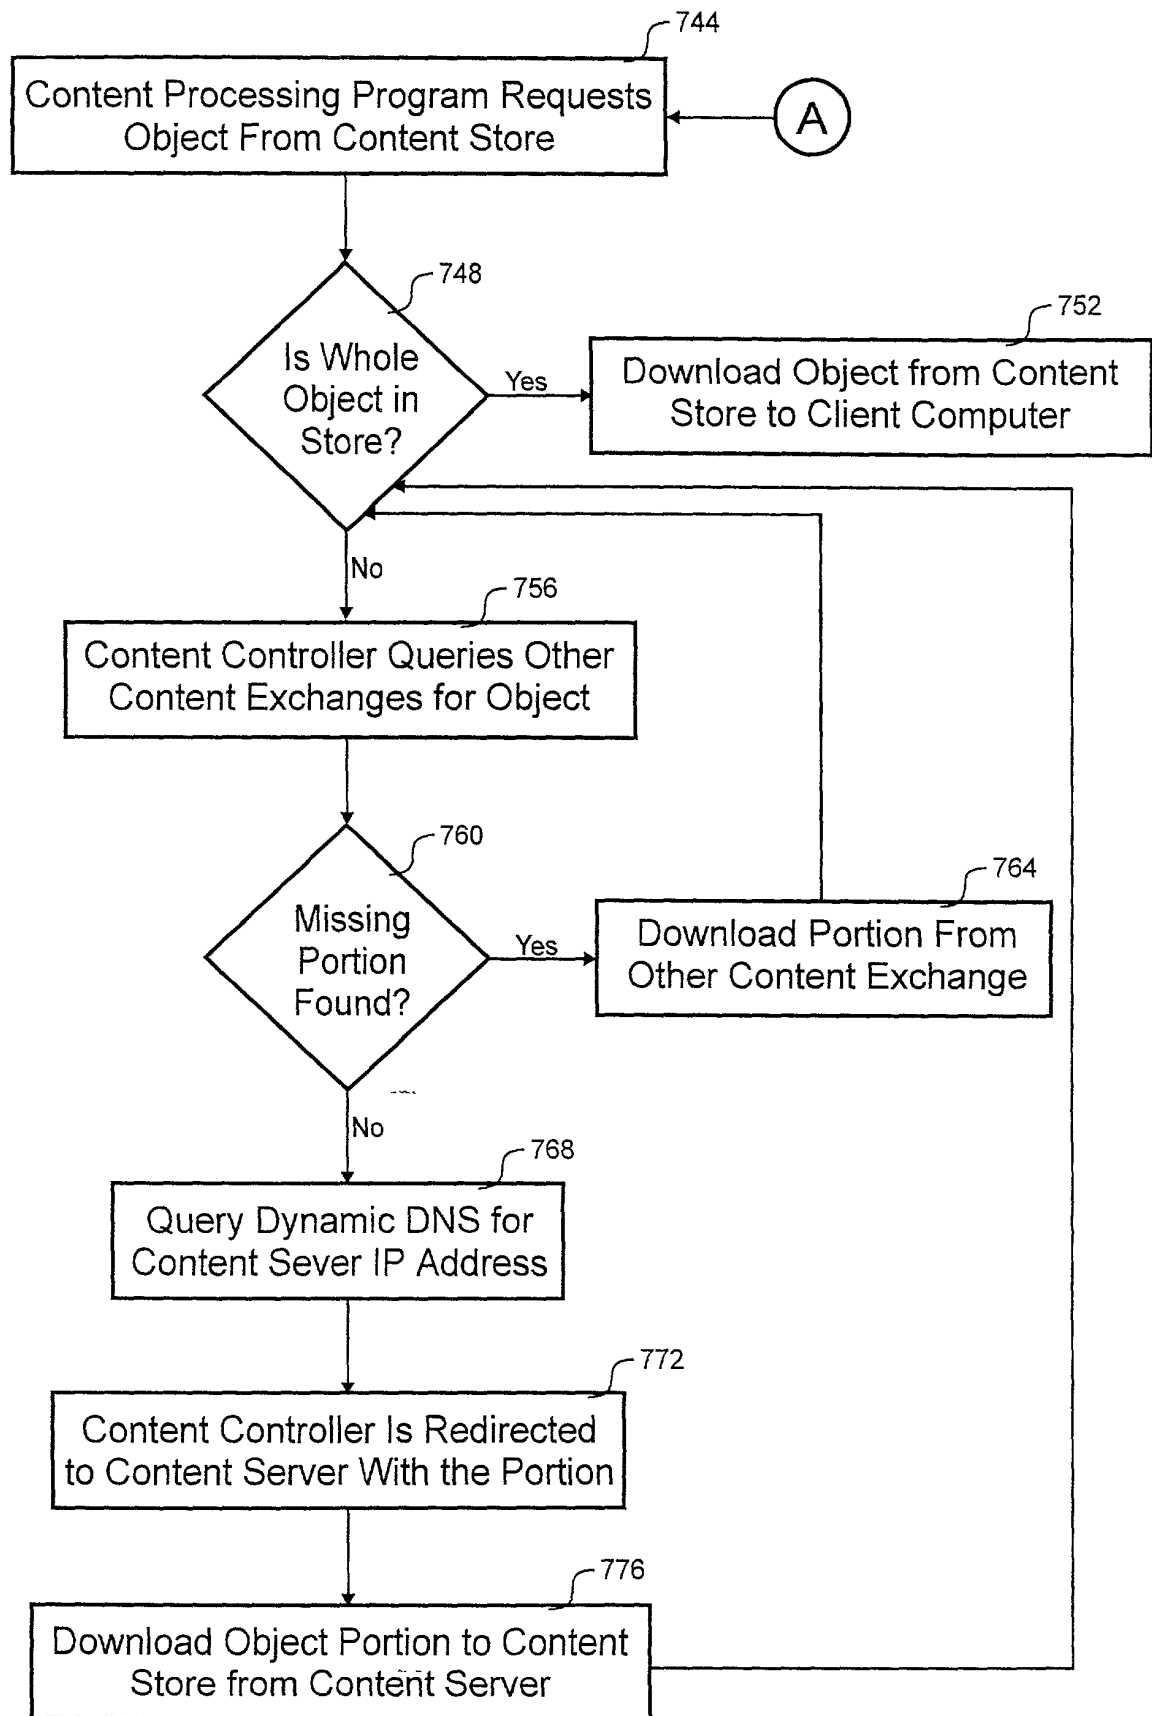 744
Content Processing Program Requests
Object From Content Store
A
748
Is Whole
Object in
Store?
Yes
752
Download Object from Content
Store to Client Computer
No
756
Content Controller Queries Other
Content Exchanges for Object
760
Missing
Portion
Found?
Yes
764
Download Portion From
Other Content Exchange
No
768
Query Dynamic DNS for
Content Sever IP Address
772
Content Controller Is Redirected
to Content Server With the Portion
776
Download Object Portion to Content
Store from Content Server